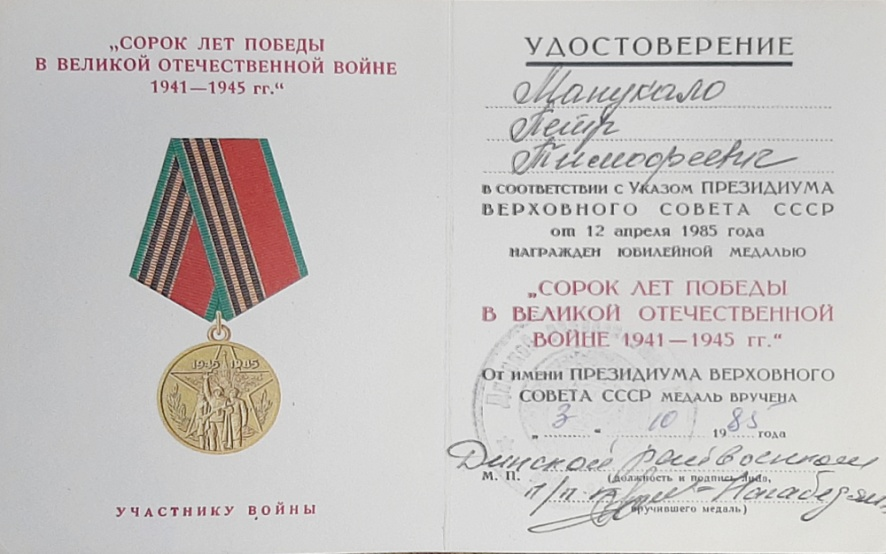 „СОРОК ЛЕТ ПОБЕДЫ
В ВЕЛИКОЙ ОТЕЧЕСТВЕННОЙ ВОЙНЕ
1941—1945 гг.“
1945 1985
УЧАСТНИКУ ВОЙНЫ
УДОСТОВЕРЕНИЕ
Манукало
Петр
Тимофеевич
В СООТВЕТСТВИИ С УКАЗОМ ПРЕЗИДИУМА
ВЕРХОВНОГО СОВЕТА СССР
от 12 апреля 1985 года
НАГРАЖДЕН ЮБИЛЕЙНОЙ МЕДАЛЬЮ
„СОРОК ЛЕТ ПОБЕДЫ
В ВЕЛИКОЙ ОТЕЧЕСТВЕННОЙ
ВОЙНЕ 1941—1945 гг.“
От имени ПРЕЗИДИУМА ВЕРХОВНОГО
СОВЕТА СССР МЕДАЛЬ ВРУЧЕНА
„ 3 “ 10 1985 года
Динской райвоенком
М. П. (должность и подпись лица,
п/п-к
вручившего медаль)